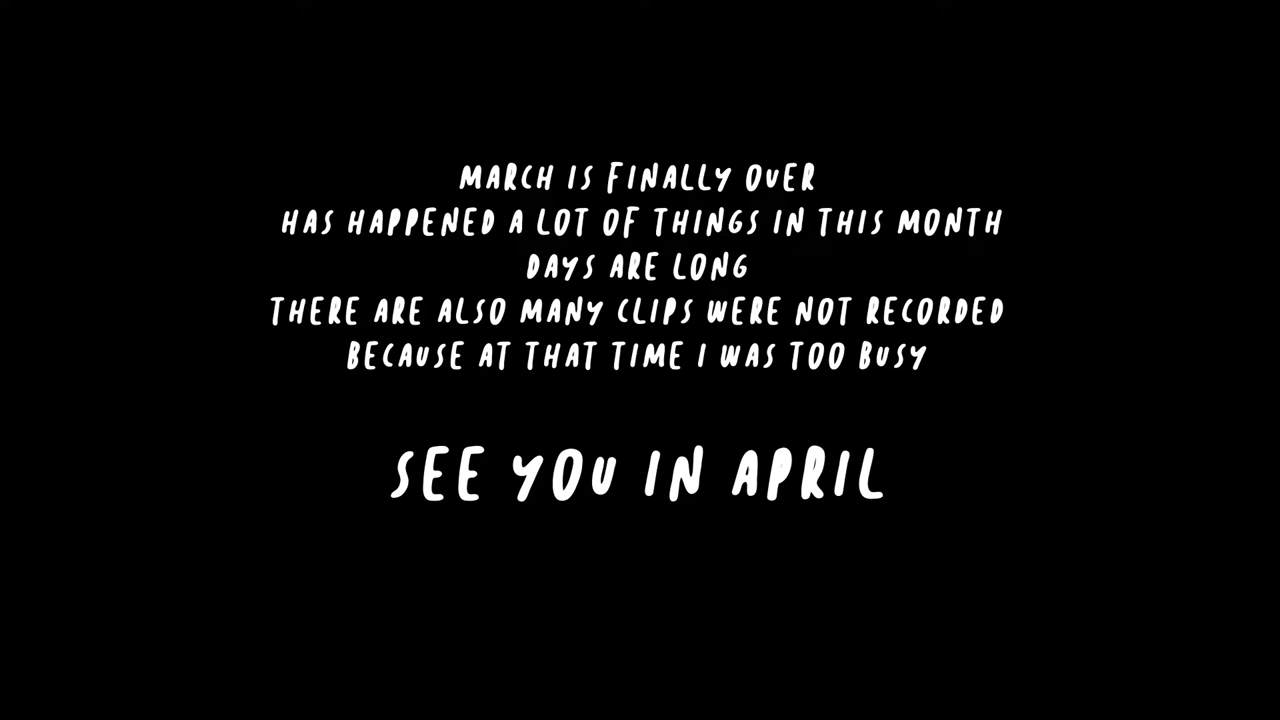 MARCH IS FINALLY OVER
HAS HAPPENED A LOT OF THINGS IN THIS MONTH
DAYS ARE LONG
THERE ARE ALSO MANY CLIPS WERE NOT RECORDED
BECAUSE AT THAT TIME I WAS TOO BUSY
SEE YOU IN APRIL